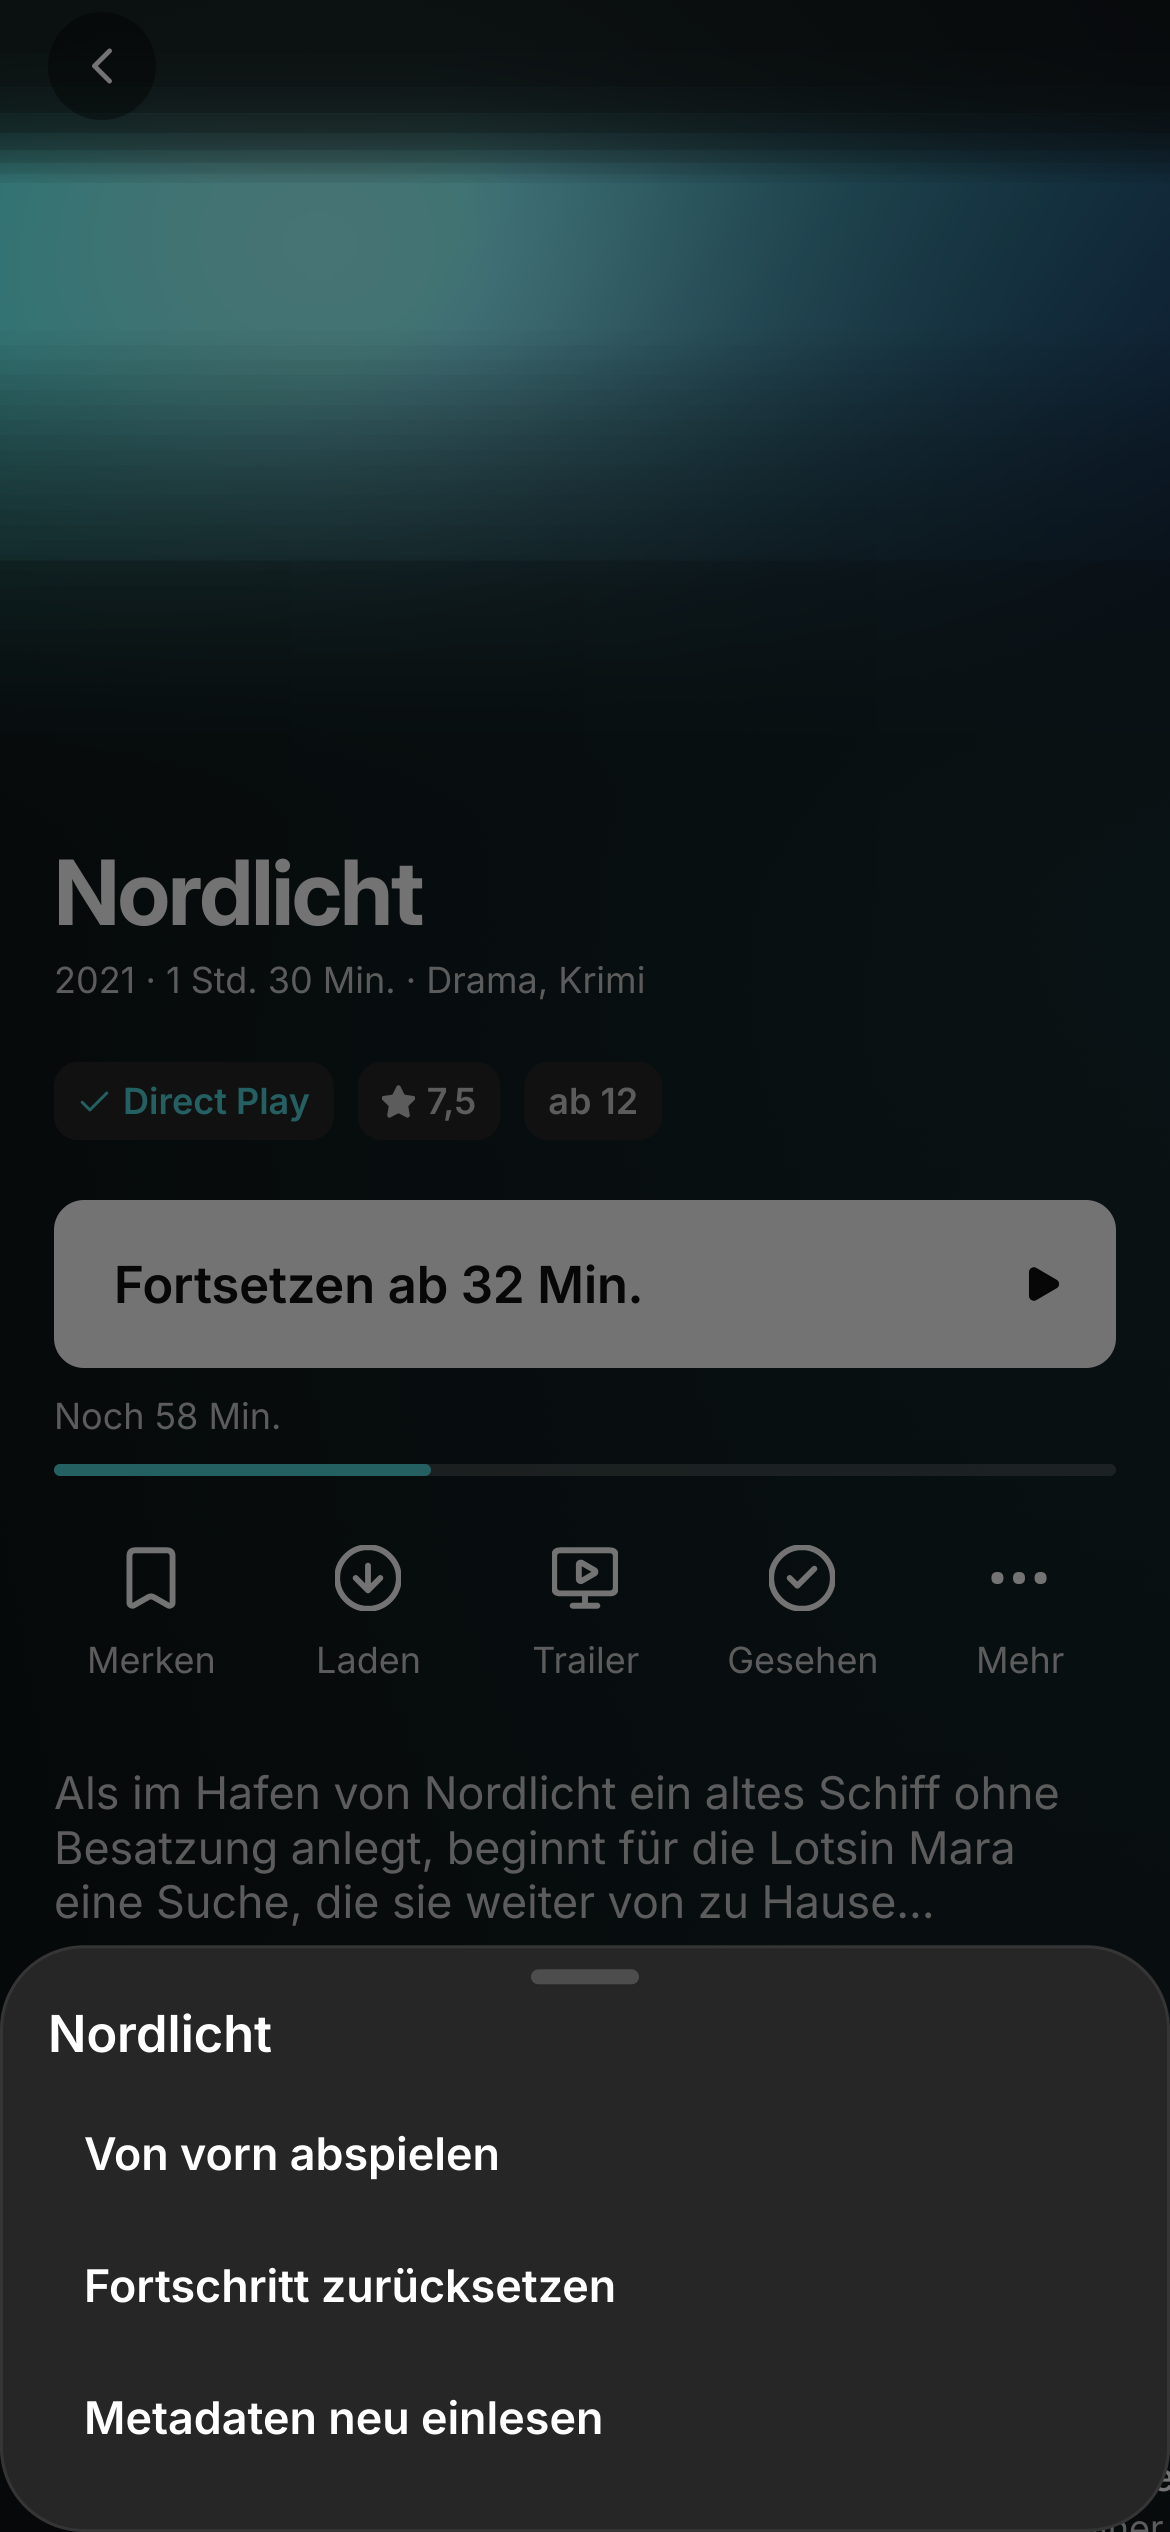 Nordlicht
2021 · 1 Std. 30 Min. · Drama, Krimi
Direct Play
7,5
ab 12
Fortsetzen ab 32 Min.
Noch 58 Min.
Merken
Laden
Trailer
Gesehen
Mehr
Als im Hafen von Nordlicht ein altes Schiff ohne
Besatzung anlegt, beginnt für die Lotsin Mara
eine Suche, die sie weiter von zu Hause...
Nordlicht
Von vorn abspielen
Fortschritt zurücksetzen
Metadaten neu einlesen